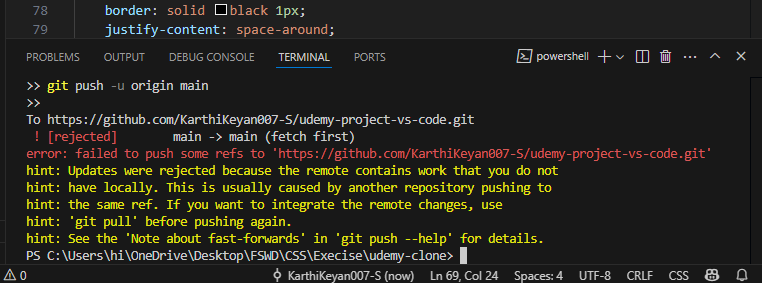 78 border: solid black 1px;
79 justify-content: space-around;
PROBLEMS OUTPUT DEBUG CONSOLE TERMINAL PORTS powershell
>> git push -u origin main
>>
To https://github.com/KarthiKeyan007-S/udemy-project-vs-code.git
! [rejected] main -> main (fetch first)
error: failed to push some refs to 'https://github.com/KarthiKeyan007-S/udemy-project-vs-code.git'
hint: Updates were rejected because the remote contains work that you do not
hint: have locally. This is usually caused by another repository pushing to
hint: the same ref. If you want to integrate the remote changes, use
hint: 'git pull' before pushing again.
hint: See the 'Note about fast-forwards' in 'git push --help' for details.
PS C:\Users\hi\OneDrive\Desktop\FSWD\CSS\Execise\udemy-clone>
0 KarthiKeyan007-S (now) Ln 69, Col 24 Spaces: 4 UTF-8 CRLF CSS